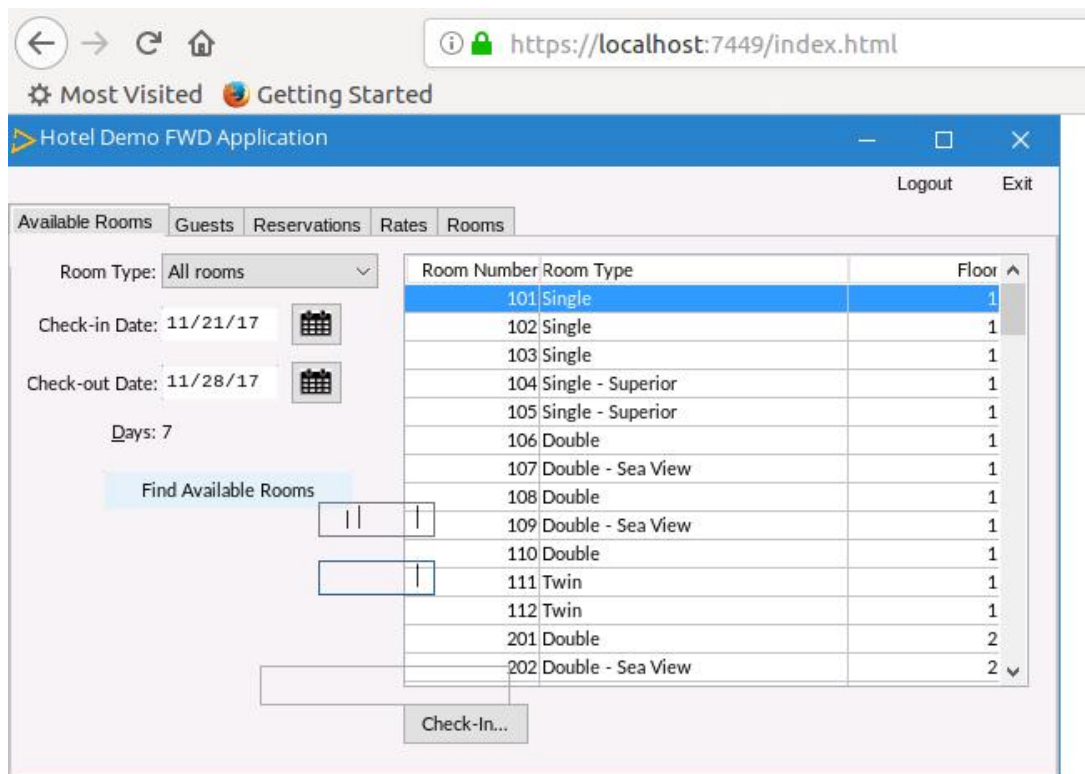 https://localhost:7449/index.html
Most Visited Getting Started
Hotel Demo FWD Application
Logout Exit
Available Rooms Guests Reservations Rates Rooms
Room Type: All rooms
Check-in Date: 11/21/17
Check-out Date: 11/28/17
Days: 7
Find Available Rooms
Room Number Room Type Floor
101 Single 1
102 Single 1
103 Single 1
104 Single - Superior 1
105 Single - Superior 1
106 Double 1
107 Double - Sea View 1
108 Double 1
109 Double - Sea View 1
110 Double 1
111 Twin 1
112 Twin 1
201 Double 2
202 Double - Sea View 2
Check-In...